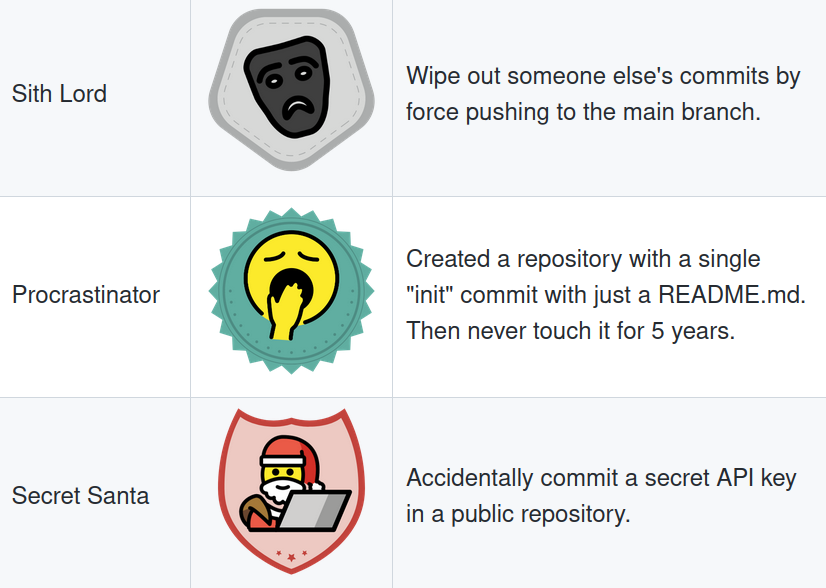 Sith Lord
Wipe out someone else's commits by
force pushing to the main branch.
Procrastinator
Created a repository with a single
"init" commit with just a README.md.
Then never touch it for 5 years.
Secret Santa
Accidentally commit a secret API key
in a public repository.